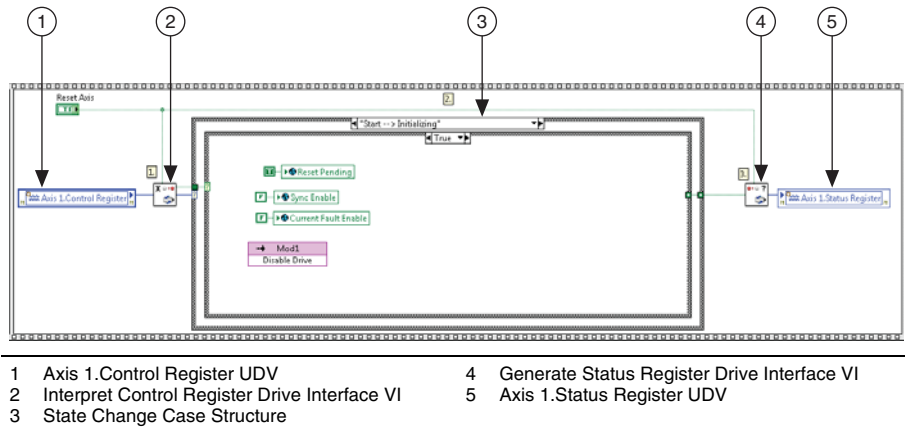 1 2 3 4 5
Reset Axis
2.
"Start --> Initializing"
True
1.
3.
Reset Pending
Axis 1.Control Register
Axis 1.Status Register
F Sync Enable
F Current Fault Enable
Mod1
Disable Drive
1 Axis 1.Control Register UDV
2 Interpret Control Register Drive Interface VI
3 State Change Case Structure
4 Generate Status Register Drive Interface VI
5 Axis 1.Status Register UDV